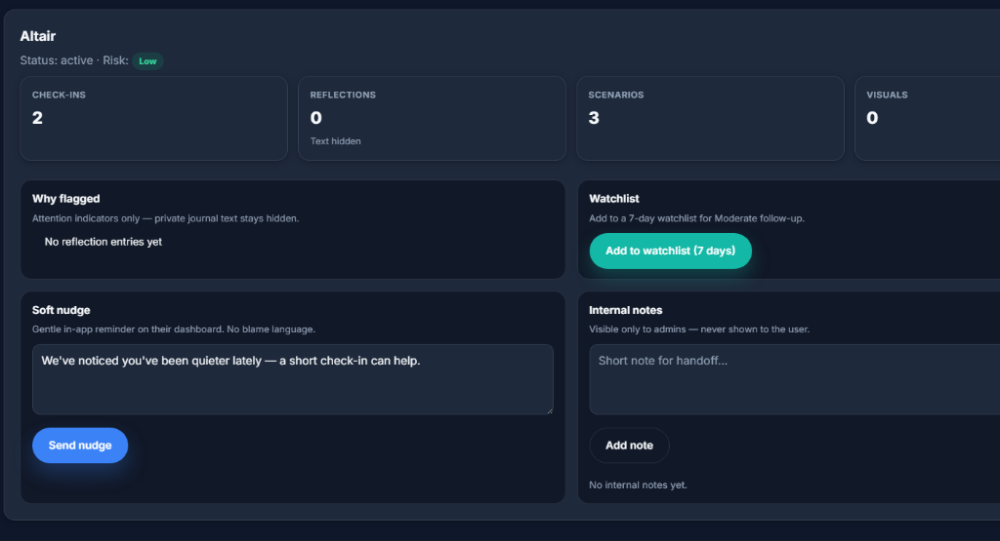 Altair
Status: active · Risk: Low
CHECK-INS
2
REFLECTIONS
0
Text hidden
SCENARIOS
3
VISUALS
0
Why flagged
Attention indicators only — private journal text stays hidden.
No reflection entries yet
Watchlist
Add to a 7-day watchlist for Moderate follow-up.
Add to watchlist (7 days)
Soft nudge
Gentle in-app reminder on their dashboard. No blame language.
We've noticed you've been quieter lately — a short check-in can help.
Send nudge
Internal notes
Visible only to admins — never shown to the user.
Short note for handoff...
Add note
No internal notes yet.